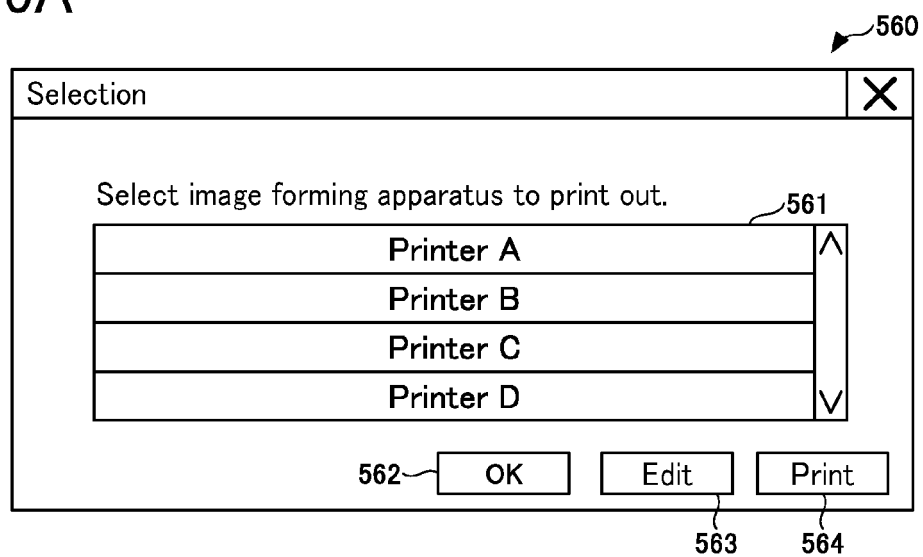 560
Selection
Select image forming apparatus to print out.
561
Printer A
Printer B
Printer C
Printer D
562
OK
Edit
Print
563
564